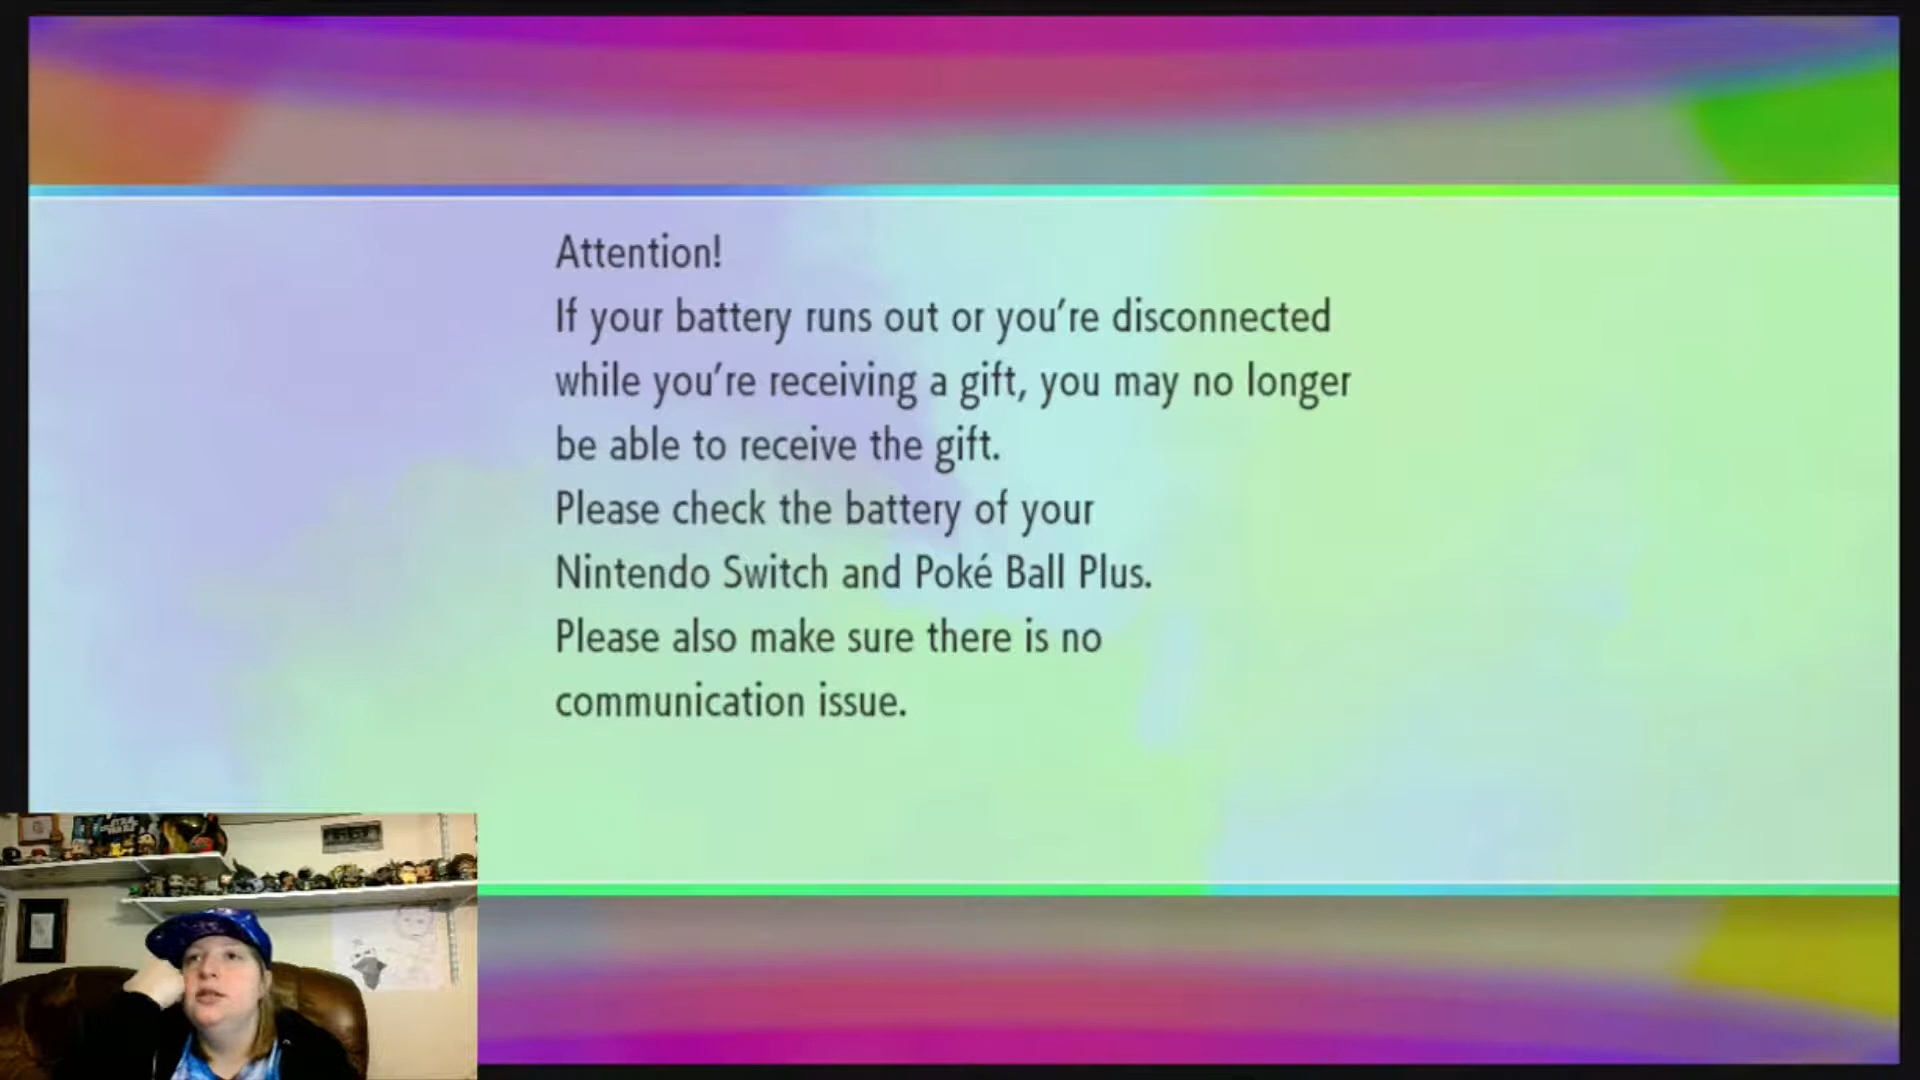 Attention!
If your battery runs out or you're disconnected
while you're receiving a gift, you may no longer
be able to receive the gift.
Please check the battery of your
Nintendo Switch and Poké Ball Plus.
Please also make sure there is no
communication issue.